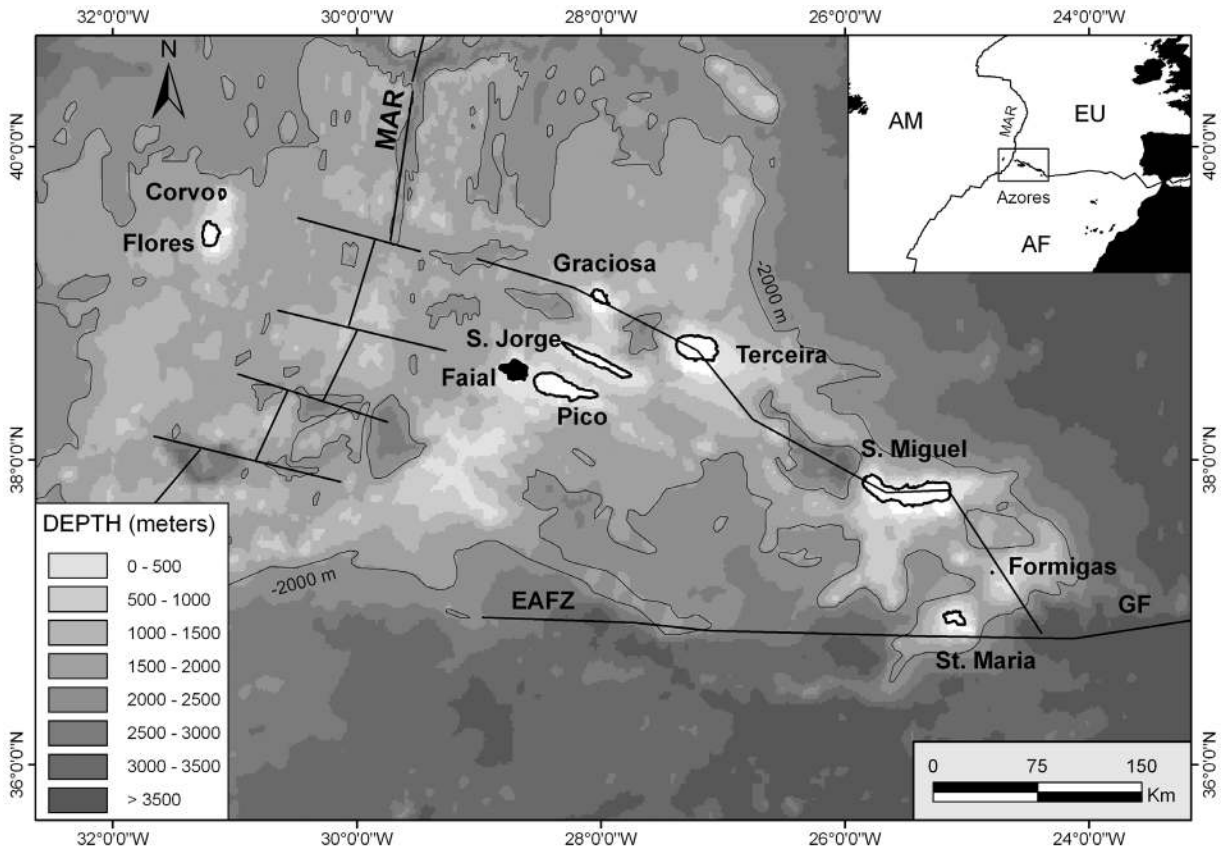 32°0'0"W 30°0'0"W 28°0'0"W 26°0'0"W 24°0'0"W
N
MAR
40°0'0"N
40°0'0"N
AM
MAR
EU
Azores
AF
Corvo
Flores
Graciosa
-2000 m
S. Jorge
Terceira
Faial
Pico
38°0'0"N
38°0'0"N
S. Miguel
DEPTH (meters)
0 - 500
500 - 1000
1000 - 1500
1500 - 2000
2000 - 2500
2500 - 3000
3000 - 3500
> 3500
-2000 m
Formigas
EAFZ
GF
St. Maria
36°0'0"N
36°0'0"N
0 75 150
Km
32°0'0"W 30°0'0"W 28°0'0"W 26°0'0"W 24°0'0"W